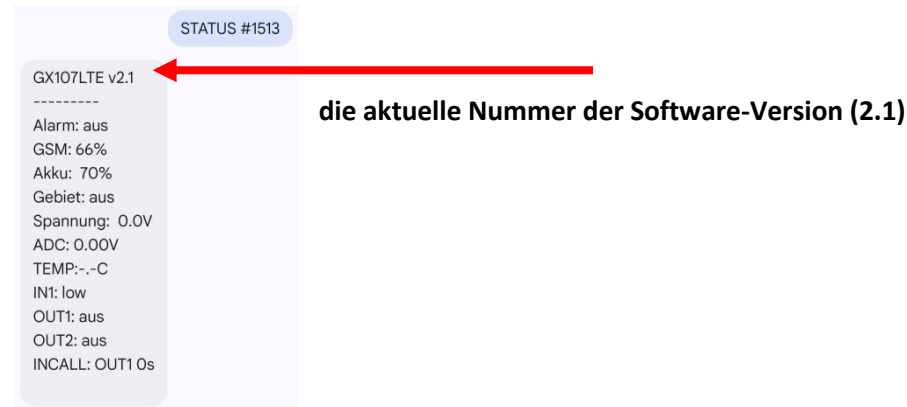 STATUS #1513
GX107LTE v2.1
---------
die aktuelle Nummer der Software-Version (2.1)
Alarm: aus
GSM: 66%
Akku: 70%
Gebiet: aus
Spannung: 0.0V
ADC: 0.00V
TEMP:-.-C
IN1: low
OUT1: aus
OUT2: aus
INCALL: OUT1 0s